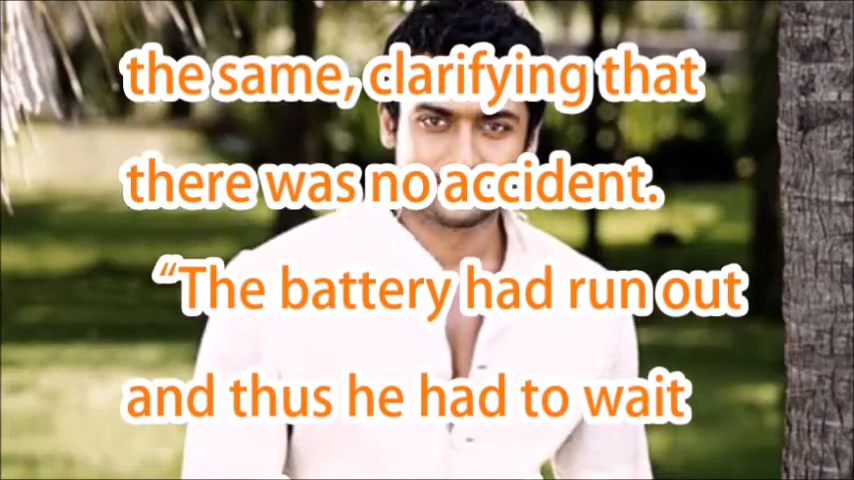 the same, clarifying that
there was no accident.
“The battery had run out
and thus he had to wait